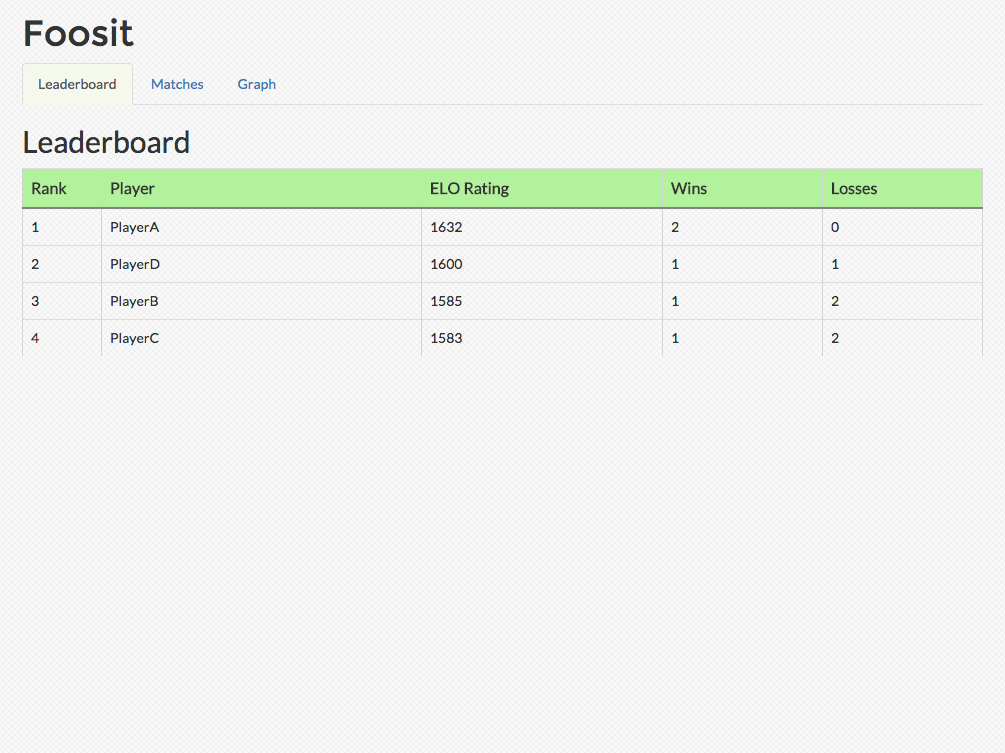 Foosit
Leaderboard Matches Graph
Leaderboard
Rank Player ELO Rating Wins Losses
1 PlayerA 1632 2 0
2 PlayerD 1600 1 1
3 PlayerB 1585 1 2
4 PlayerC 1583 1 2